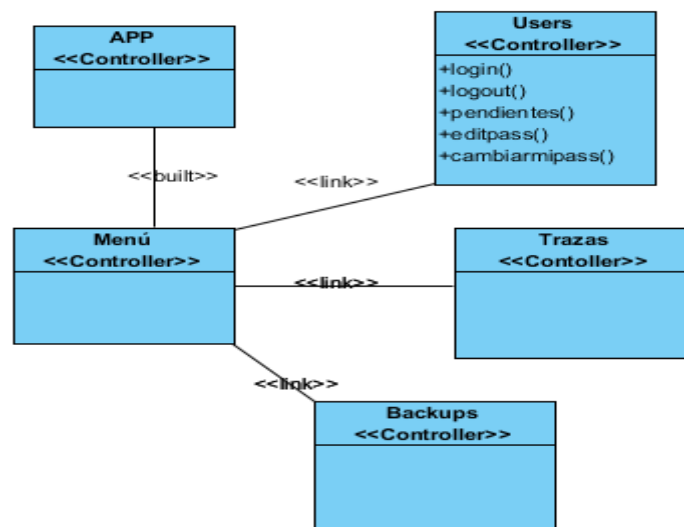 APP
<<Controller>>
Users
<<Controller>>
+login()
+logout()
+pendientes()
+editpass()
+cambiarmipass()
<<built>>
<<link>>
Menú
<<Controller>>
<<link>>
Trazas
<<Contoller>>
<<link>>
Backups
<<Controller>>